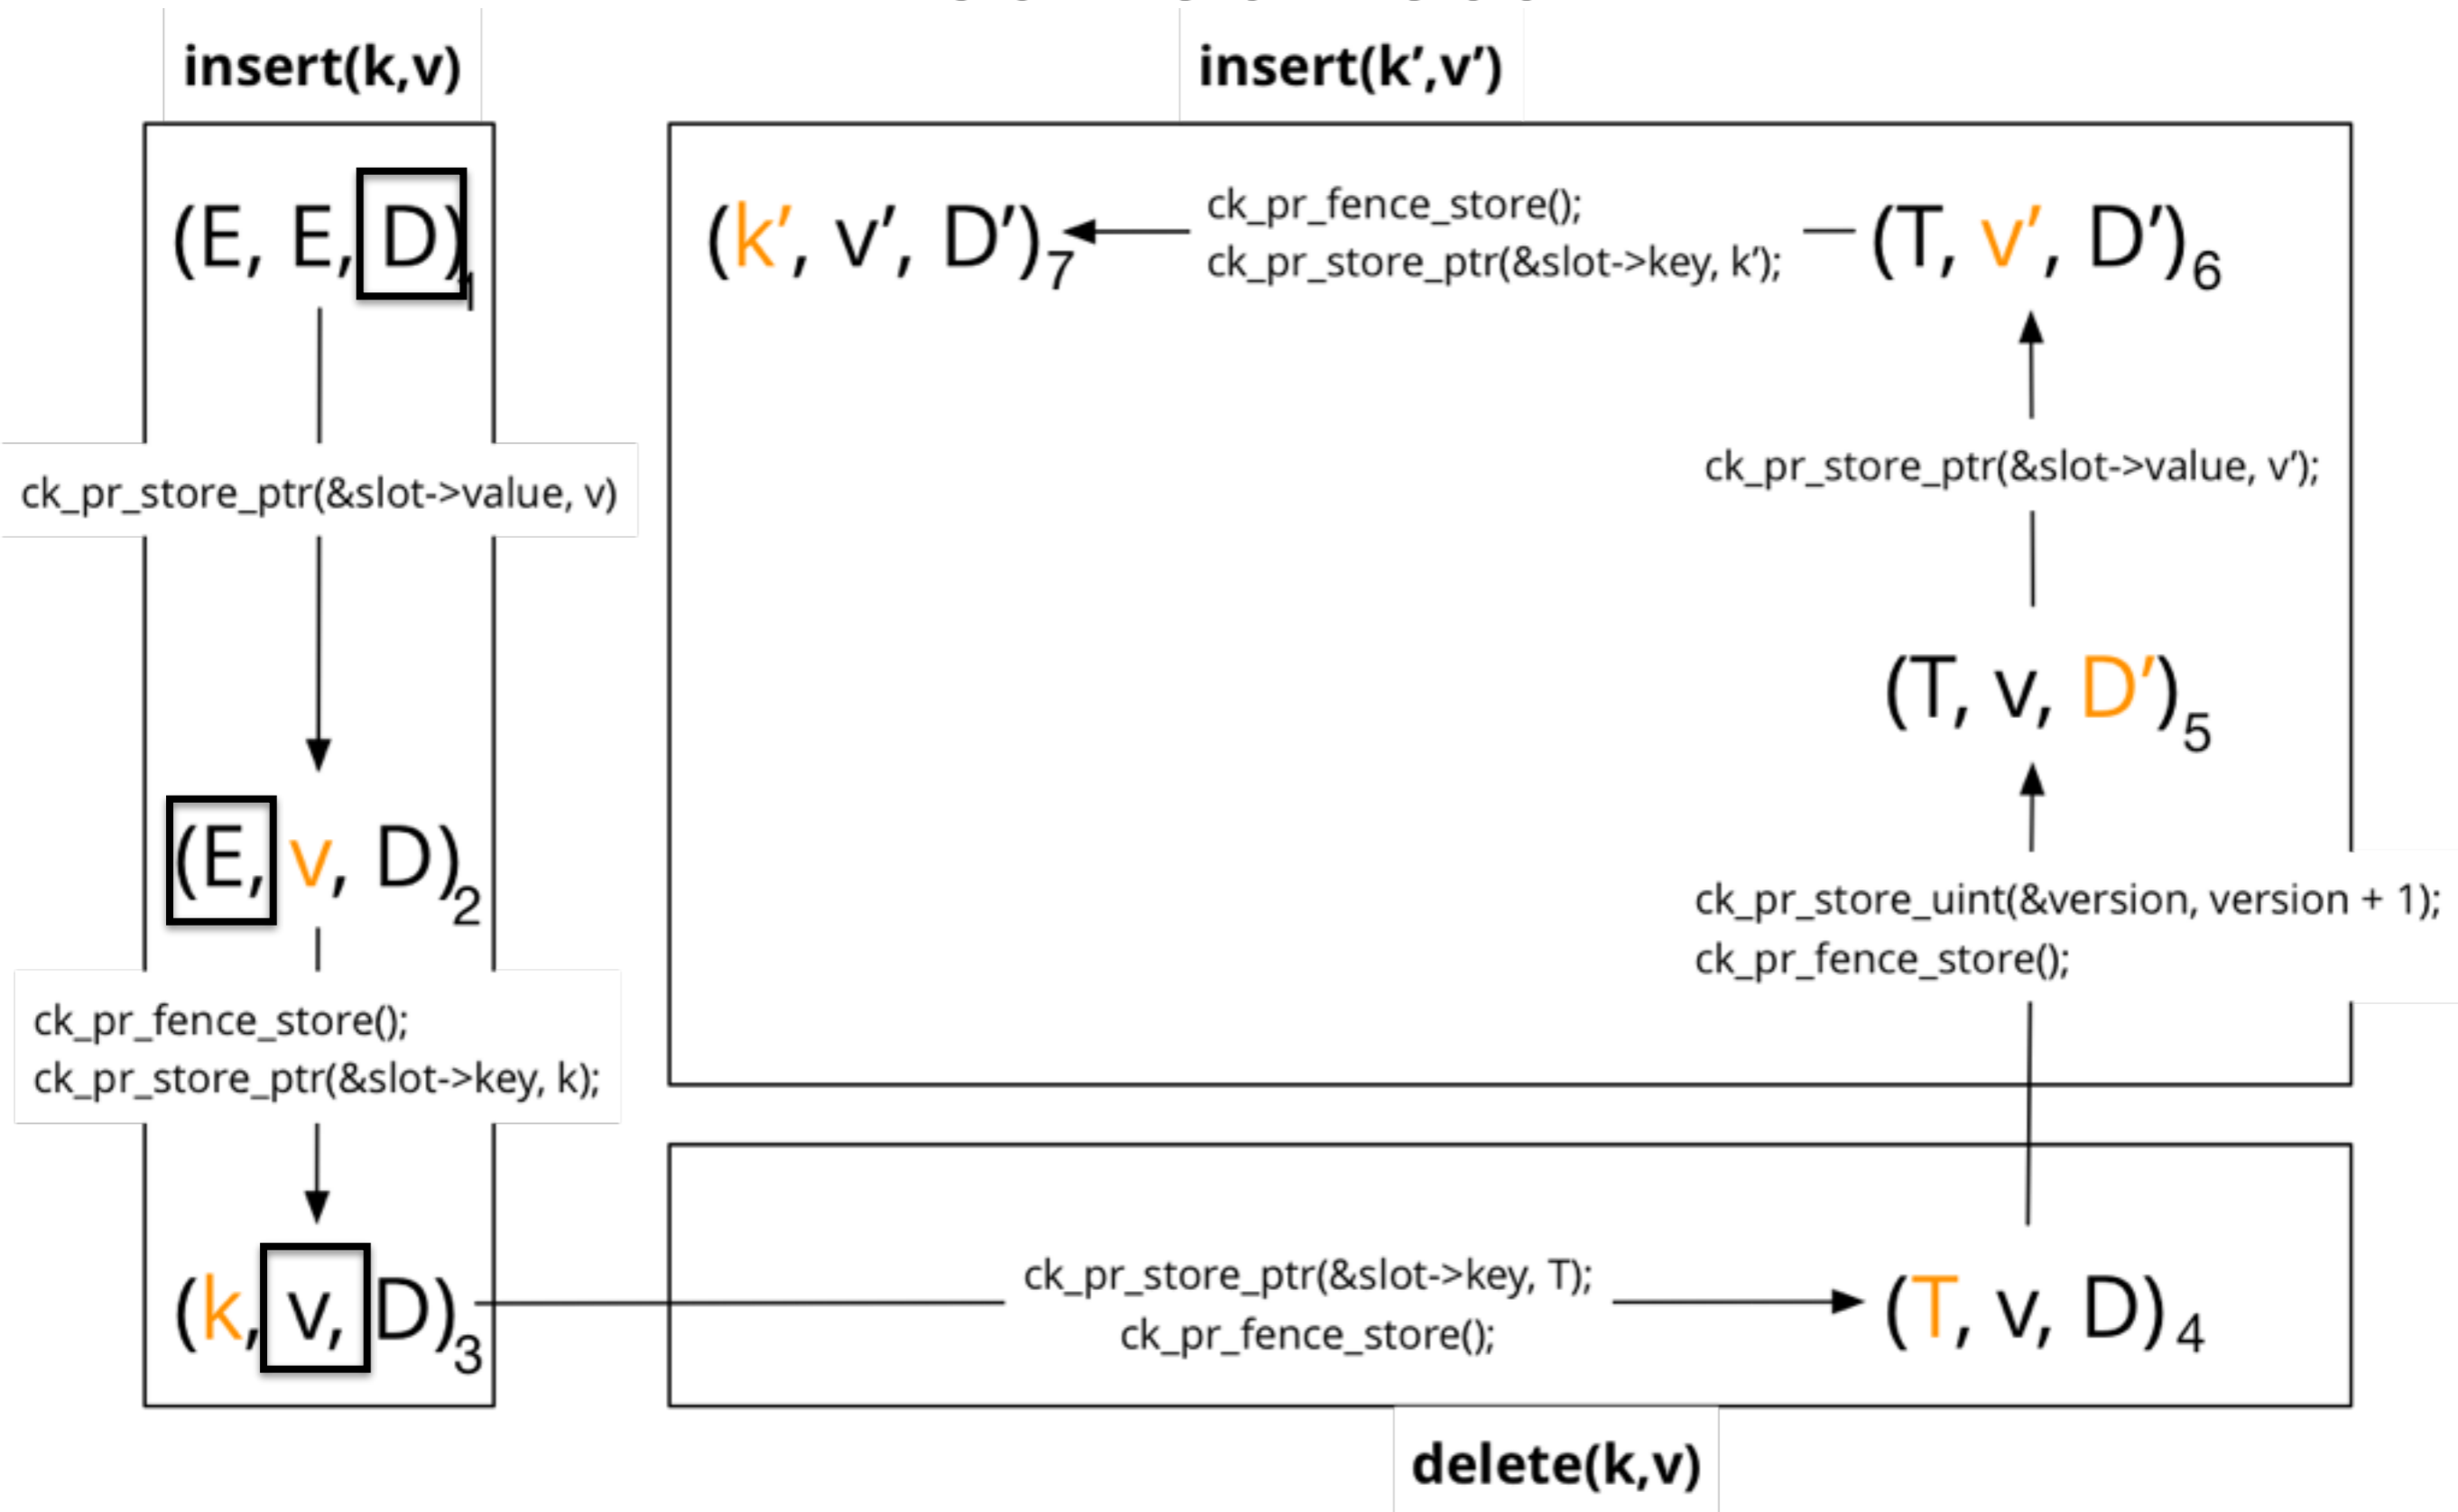 insert(k,v)
(E, E, D)1
ck_pr_store_ptr(&slot->value, v)
(E, v, D)2
ck_pr_fence_store();
ck_pr_store_ptr(&slot->key, k);
(k, v, D)3
insert(k’,v’)
(k’, v’, D’)7
ck_pr_fence_store();
ck_pr_store_ptr(&slot->key, k’);
(T, v’, D’)6
ck_pr_store_ptr(&slot->value, v’);
(T, v, D’)5
ck_pr_store_uint(&version, version + 1);
ck_pr_fence_store();
ck_pr_store_ptr(&slot->key, T);
ck_pr_fence_store();
(T, v, D)4
delete(k,v)